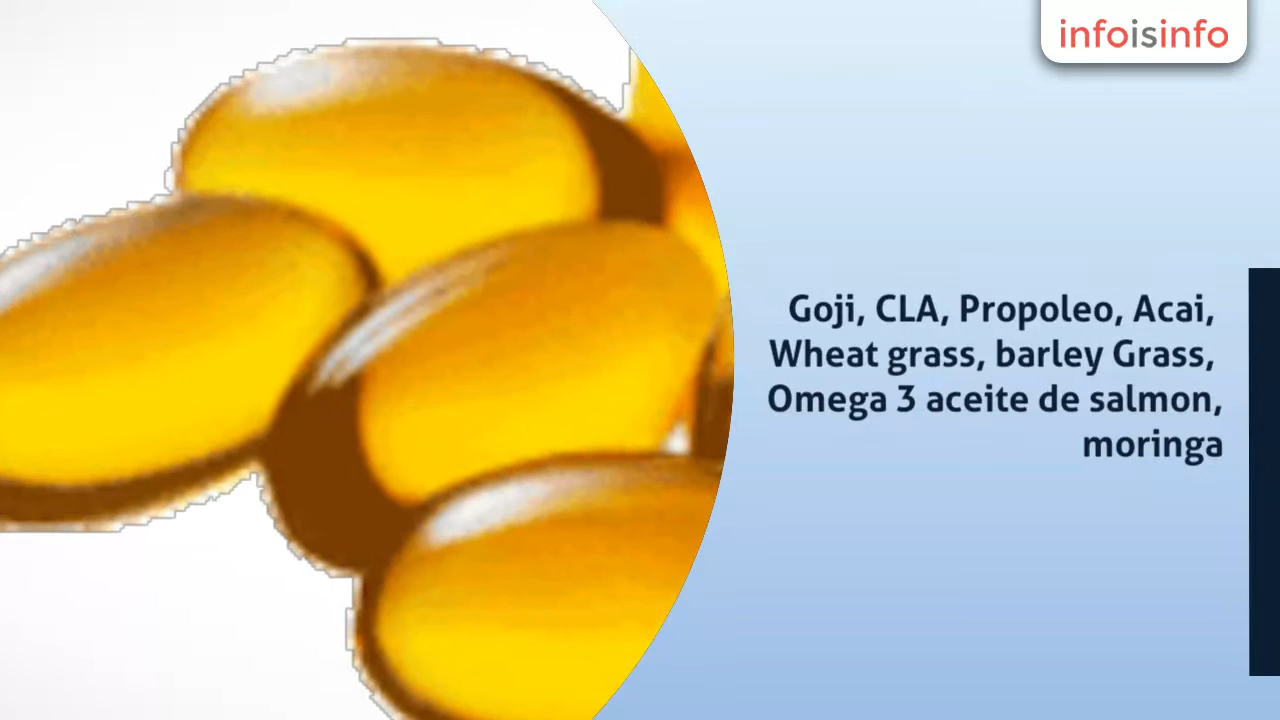 infoisinfo
Goji, CLA, Propoleo, Acai,
Wheat grass, barley Grass,
Omega 3 aceite de salmon,
moringa